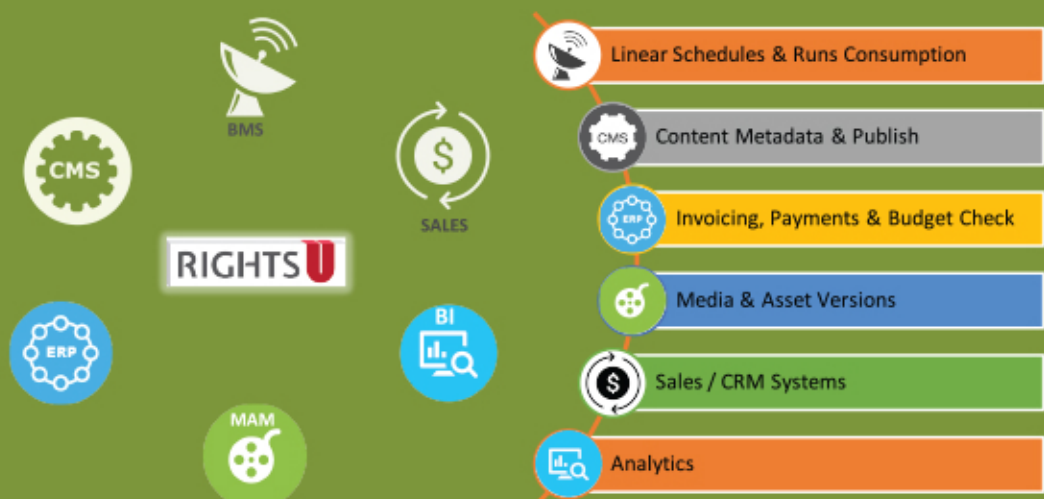 BMS
CMS
SALES
RIGHTSU
ERP
BI
MAM
Linear Schedules & Runs Consumption
CMS
Content Metadata & Publish
ERP
Invoicing, Payments & Budget Check
Media & Asset Versions
Sales / CRM Systems
Analytics